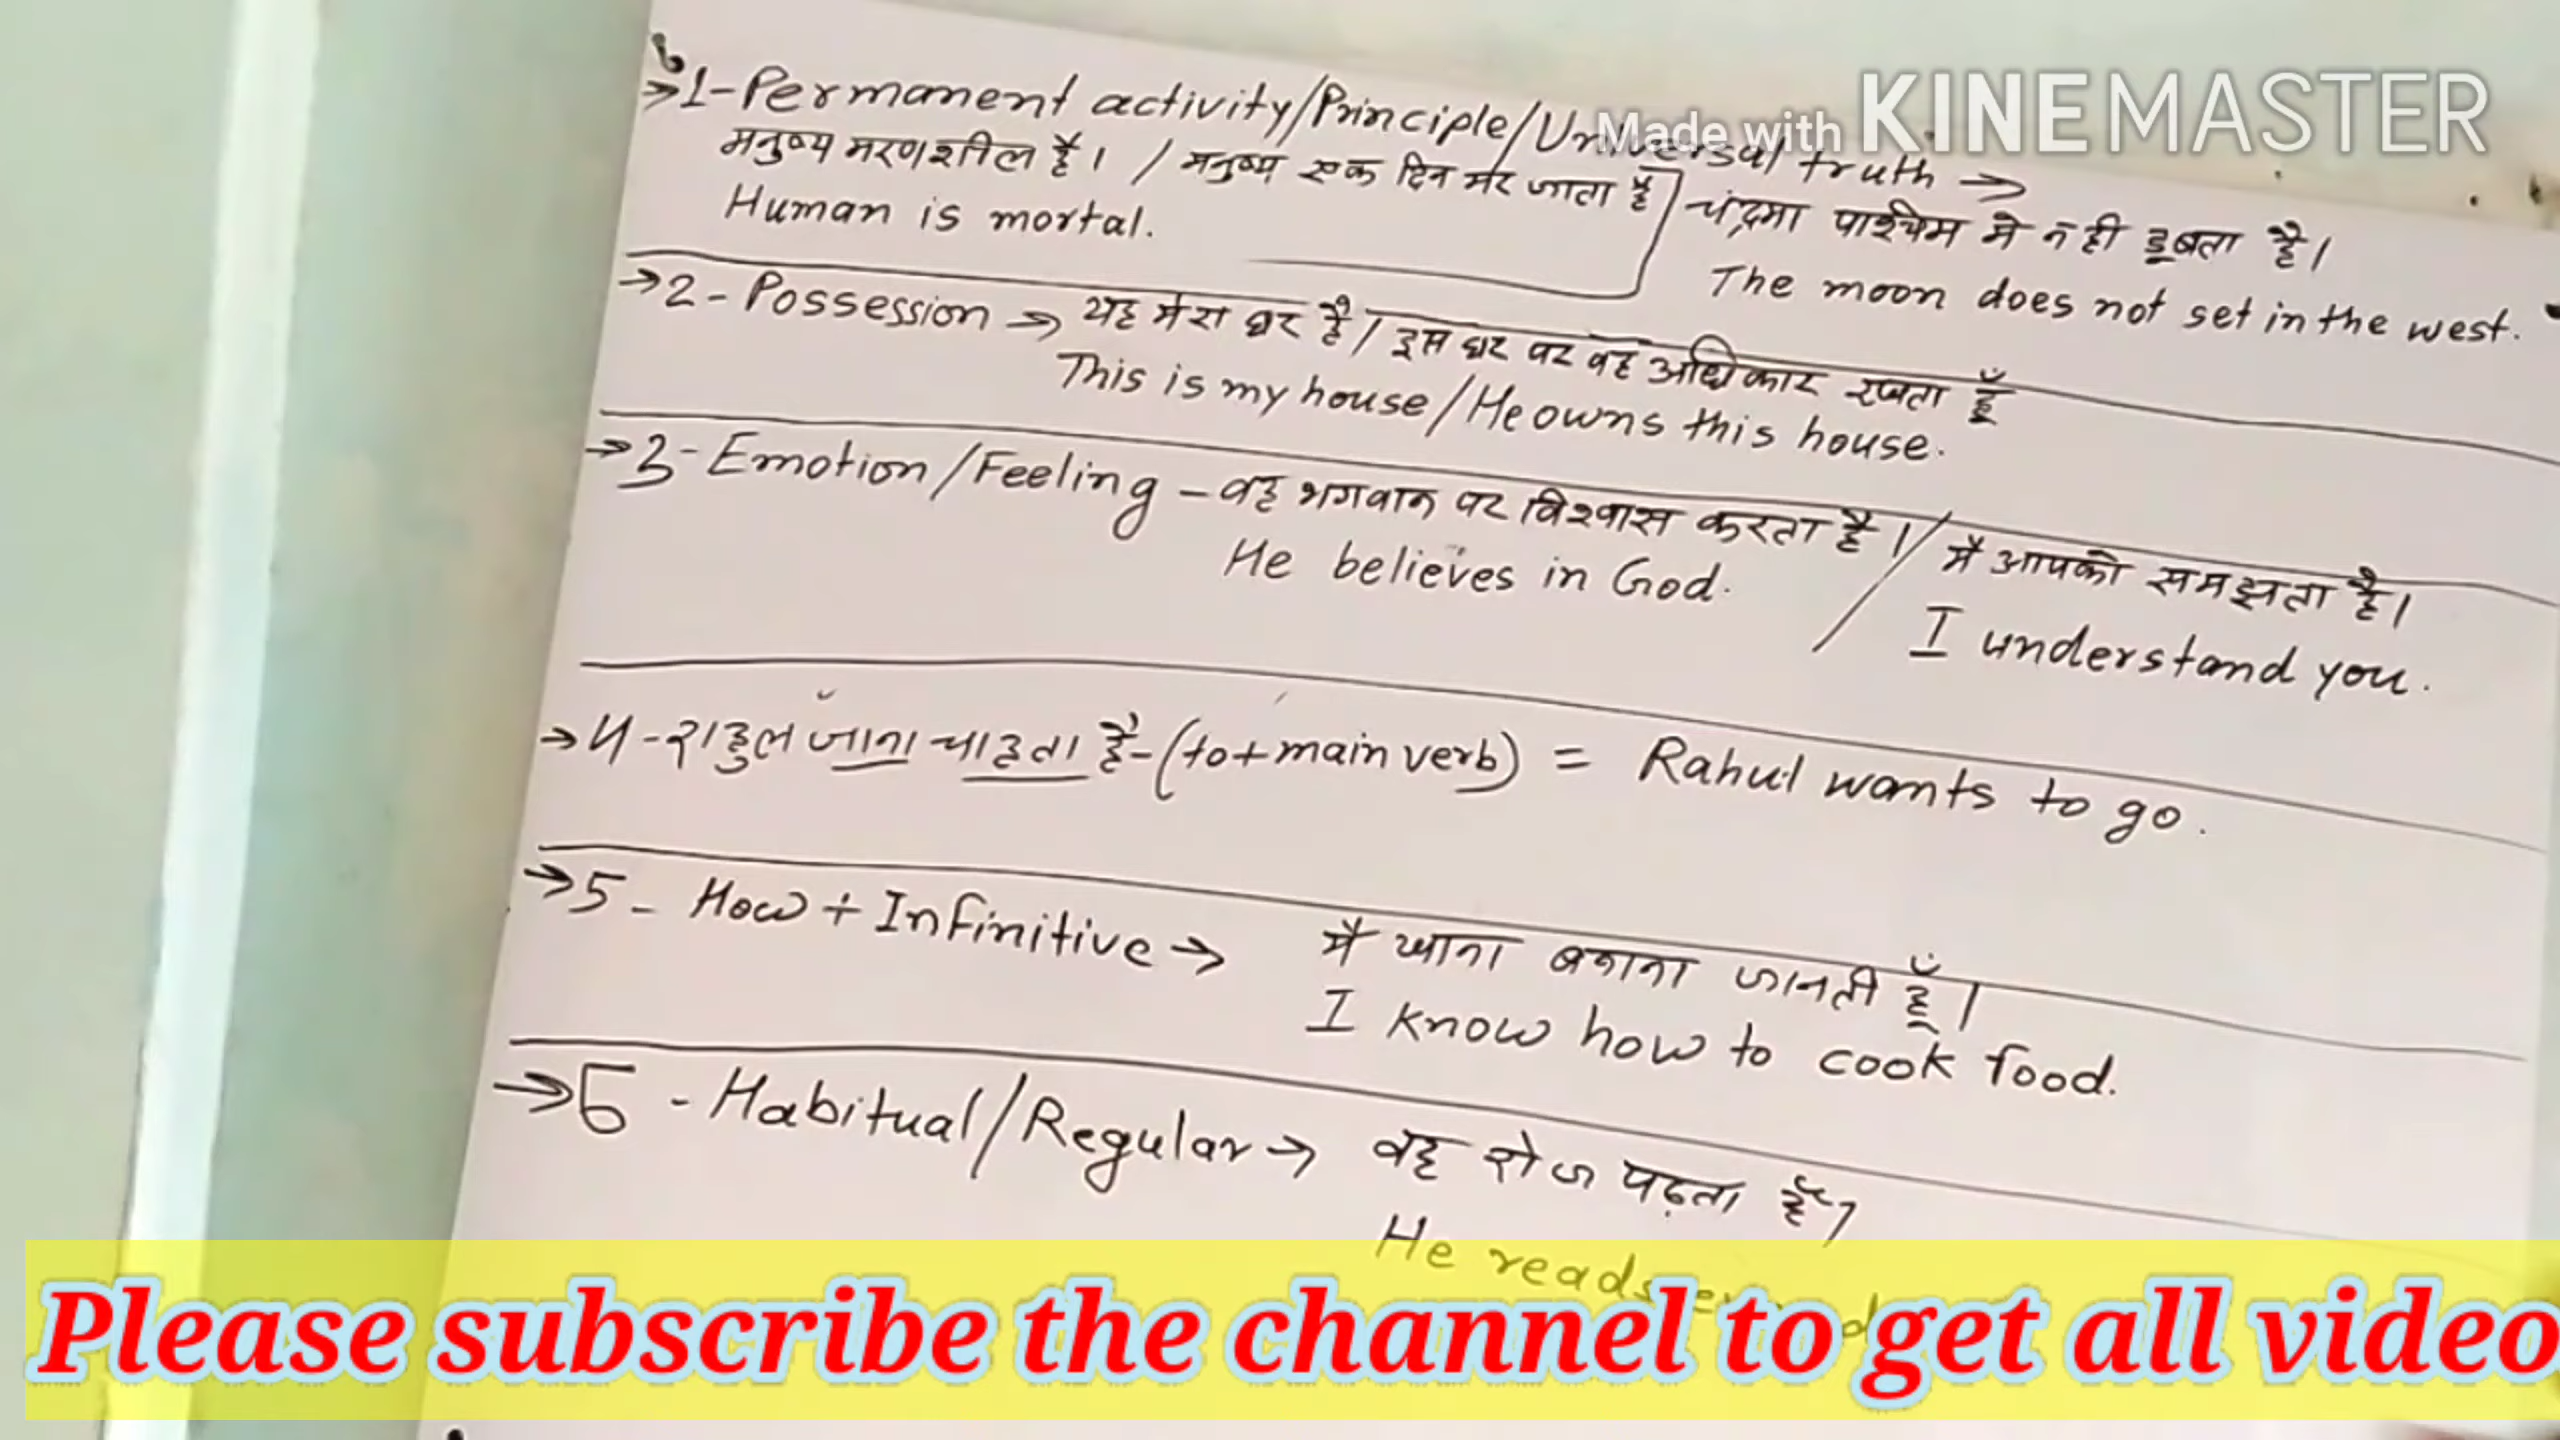 →1-Permanent activity/Principle/Universal truth →
Made with KINEMASTER
मनुष्य मरणशील है। / मनुष्य एक दिन मर जाता है
Human is mortal.
चंद्रमा पश्चिम मे नही डूबता है।
The moon does not set in the west.
→2-Possession → यह मेरा घर है / इस घर पर वह अधिकार रखता हूँ
This is my house/He owns this house.
→3-Emotion/Feeling - वह भगवान पर विश्वास करता है। / मै आपको समझता है।
He believes in God. / I understand you.
→4-राहुल जाना चाहता है-(to+main verb) = Rahul wants to go.
→5- How + Infinitive → मै खाना बनाना जानती हूँ।
I know how to cook food.
→6 - Habitual/Regular → वह रोज पढ़ता है।
He reads
Please subscribe the channel to get all video